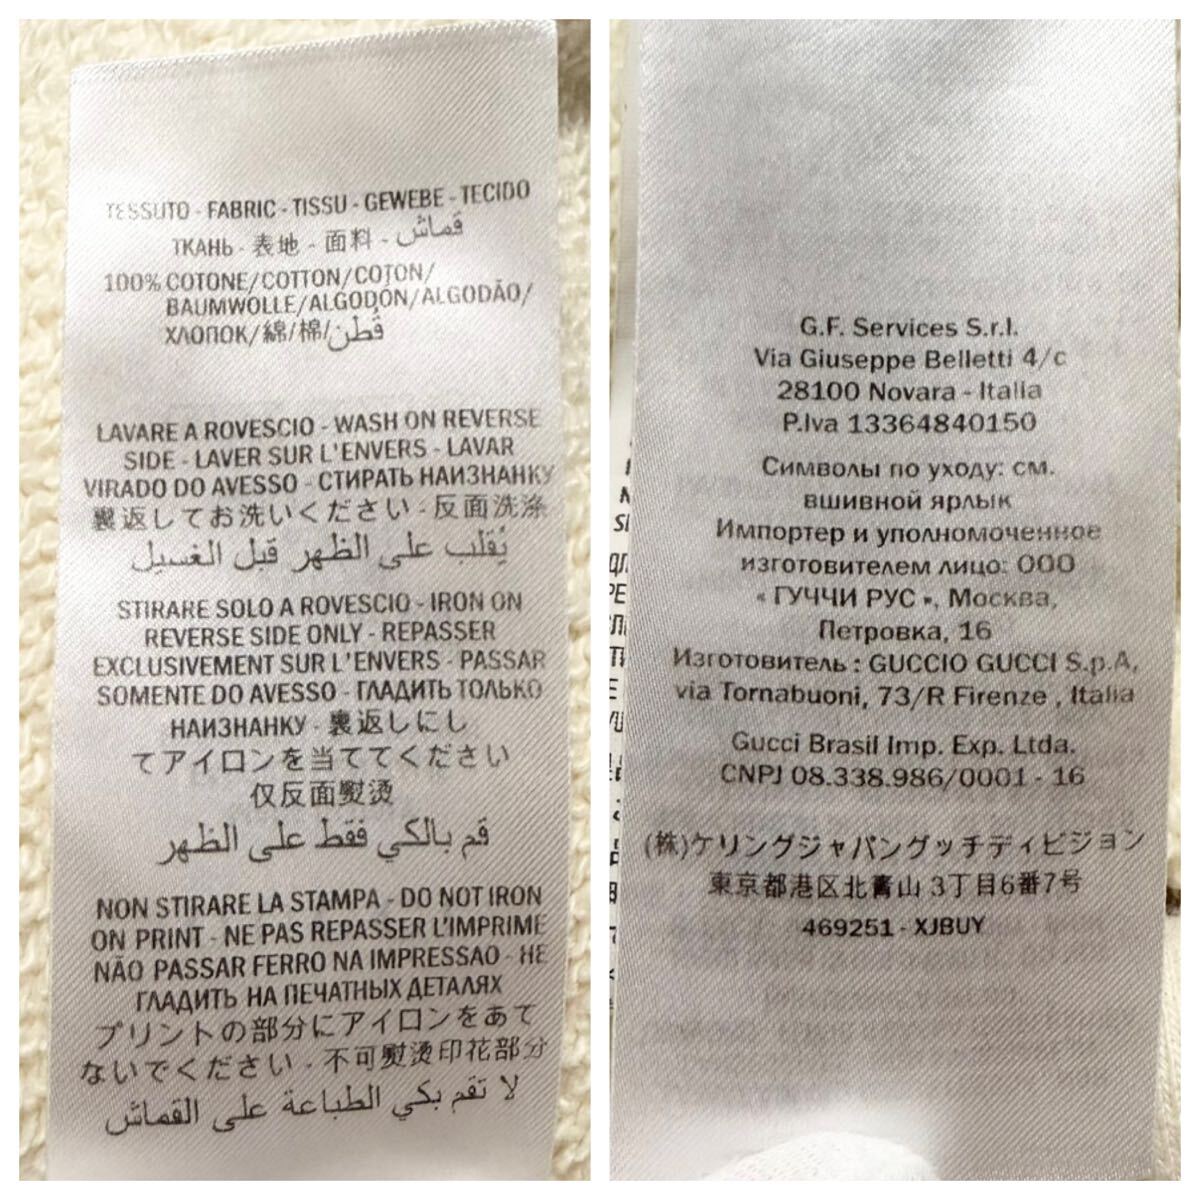 TESSUTO - FABRIC - TISSU - GEWEBE - TECIDO
ТКАНЬ - 表地 - 面料 - قماش
100% COTONE/COTTON/COTON/
BAUMWOLLE/ALGODÓN/ALGODÃO/
ХЛОПОК/綿/棉/قُطن
LAVARE A ROVESCIO - WASH ON REVERSE
SIDE - LAVER SUR L'ENVERS - LAVAR
VIRADO DO AVESSO - СТИРАТЬ НАИЗНАНКУ
裏返してお洗いください - 反面洗涤
يُقلب على الظهر قبل الغسيل
STIRARE SOLO A ROVESCIO - IRON ON
REVERSE SIDE ONLY - REPASSER
EXCLUSIVEMENT SUR L'ENVERS - PASSAR
SOMENTE DO AVESSO - ГЛАДИТЬ ТОЛЬКО
НАИЗНАНКУ - 裏返しにし
てアイロンを当ててください
仅反面熨烫
قم بالكي فقط على الظهر
NON STIRARE LA STAMPA - DO NOT IRON
ON PRINT - NE PAS REPASSER L'IMPRIME
NÃO PASSAR FERRO NA IMPRESSAO - НЕ
ГЛАДИТЬ НА ПЕЧАТНЫХ ДЕТАЛЯХ
プリントの部分にアイロンをあて
ないでください - 不可熨烫印花部分
لا تقم بكي الطباعة على القماش
G.F. Services S.r.l.
Via Giuseppe Belletti 4/c
28100 Novara - Italia
P.Iva 13364840150
Символы по уходу: см.
вшивной ярлык
Импортер и уполномоченное
изготовителем лицо: ООО
« ГУЧЧИ РУС », Москва,
Петровка, 16
Изготовитель : GUCCIO GUCCI S.p.A,
via Tornabuoni, 73/R Firenze , Italia
Gucci Brasil Imp. Exp. Ltda.
CNPJ 08.338.986/0001 - 16
(株)ケリングジャパングッチディビジョン
東京都港区北青山 3丁目6番7号
469251 - XJBUY